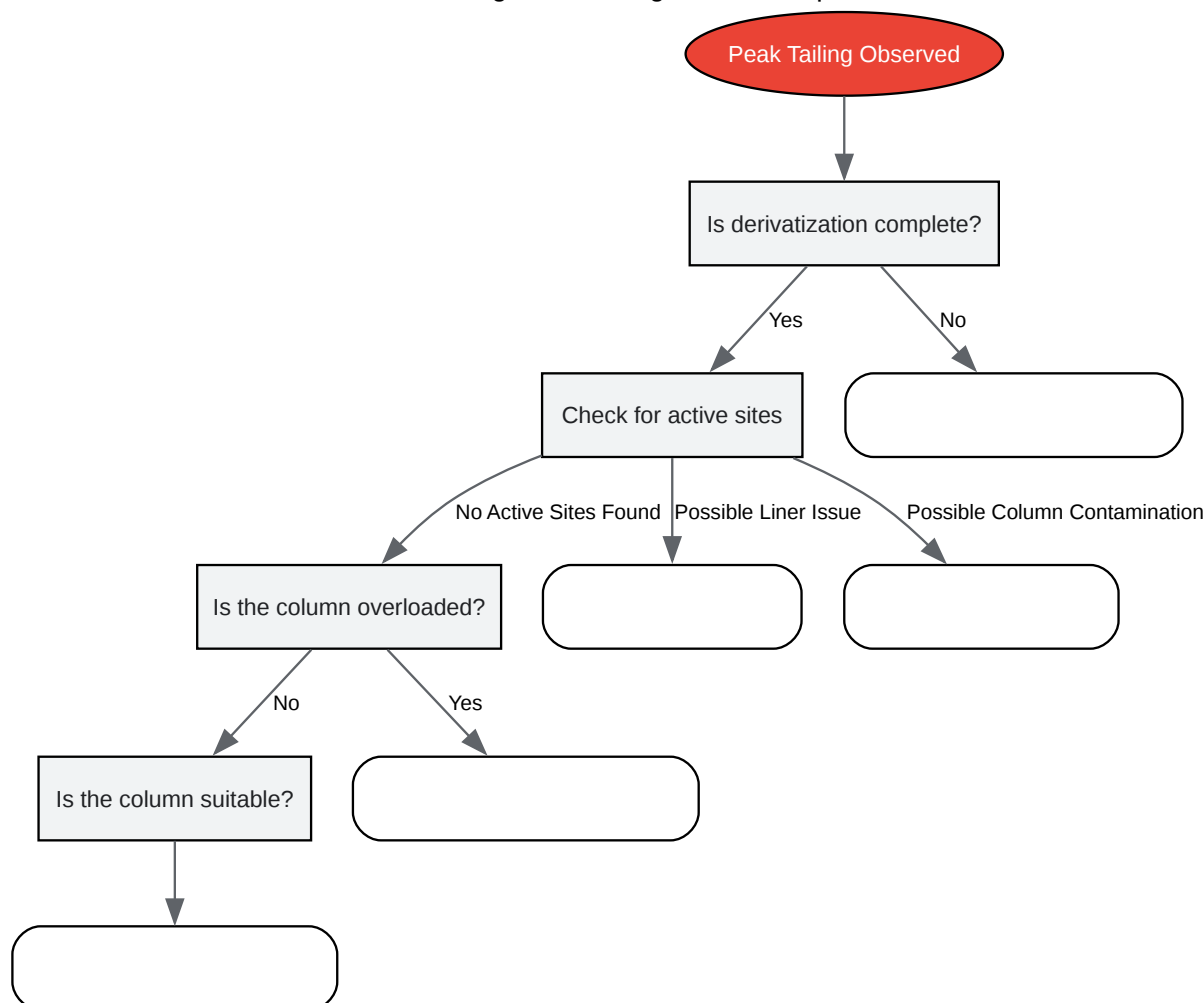 Peak Tailing Observed
Is derivatization complete?
Yes
No
Check for active sites
No Active Sites Found
Possible Liner Issue
Possible Column Contamination
Is the column overloaded?
No
Yes
Is the column suitable?